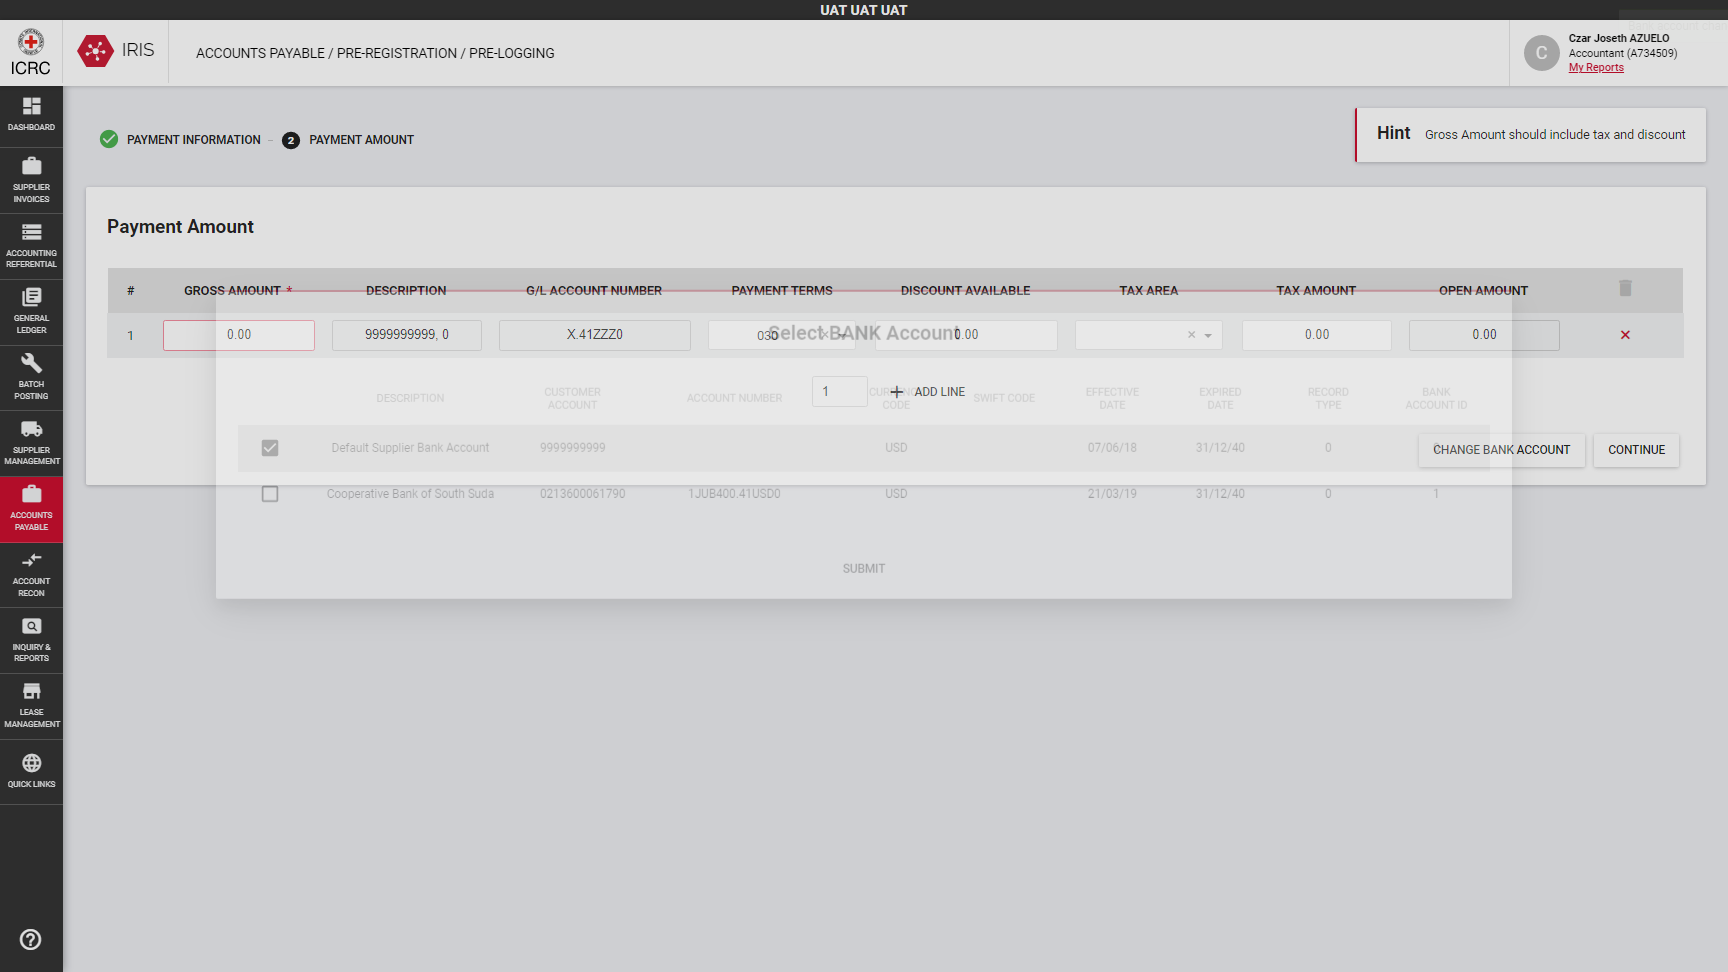 UAT UAT UAT
ICRC
IRIS
ACCOUNTS PAYABLE / PRE-REGISTRATION / PRE-LOGGING
C
Czar Joseth AZUELO
Accountant (A734509)
My Reports
DASHBOARD
SUPPLIER
INVOICES
ACCOUNTING
REFERENTIAL
GENERAL
LEDGER
BATCH
POSTING
SUPPLIER
MANAGEMENT
ACCOUNTS
PAYABLE
ACCOUNT
RECON
INQUIRY &
REPORTS
LEASE
MANAGEMENT
QUICK LINKS
PAYMENT INFORMATION – 2 PAYMENT AMOUNT
Hint Gross Amount should include tax and discount
Payment Amount
# GROSS AMOUNT * DESCRIPTION G/L ACCOUNT NUMBER PAYMENT TERMS DISCOUNT AVAILABLE TAX AREA TAX AMOUNT OPEN AMOUNT
1 0.00 9999999999, 0 X.41ZZZ0 030 0.00 0.00 0.00
1 ADD LINE
CHANGE BANK ACCOUNT CONTINUE
Select BANK Account
DESCRIPTION CUSTOMER ACCOUNT ACCOUNT NUMBER CODE SWIFT CODE EFFECTIVE DATE EXPIRED DATE RECORD TYPE BANK ACCOUNT ID
Default Supplier Bank Account 9999999999 USD 07/06/18 31/12/40 0
Cooperative Bank of South Suda 0213600061790 1JUB400.41USD0 USD 21/03/19 31/12/40 0 1
SUBMIT